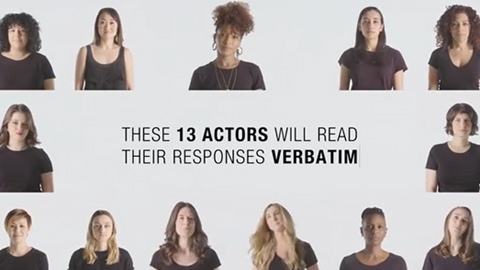 THESE 13 ACTORS WILL READ
THEIR RESPONSES VERBATIM